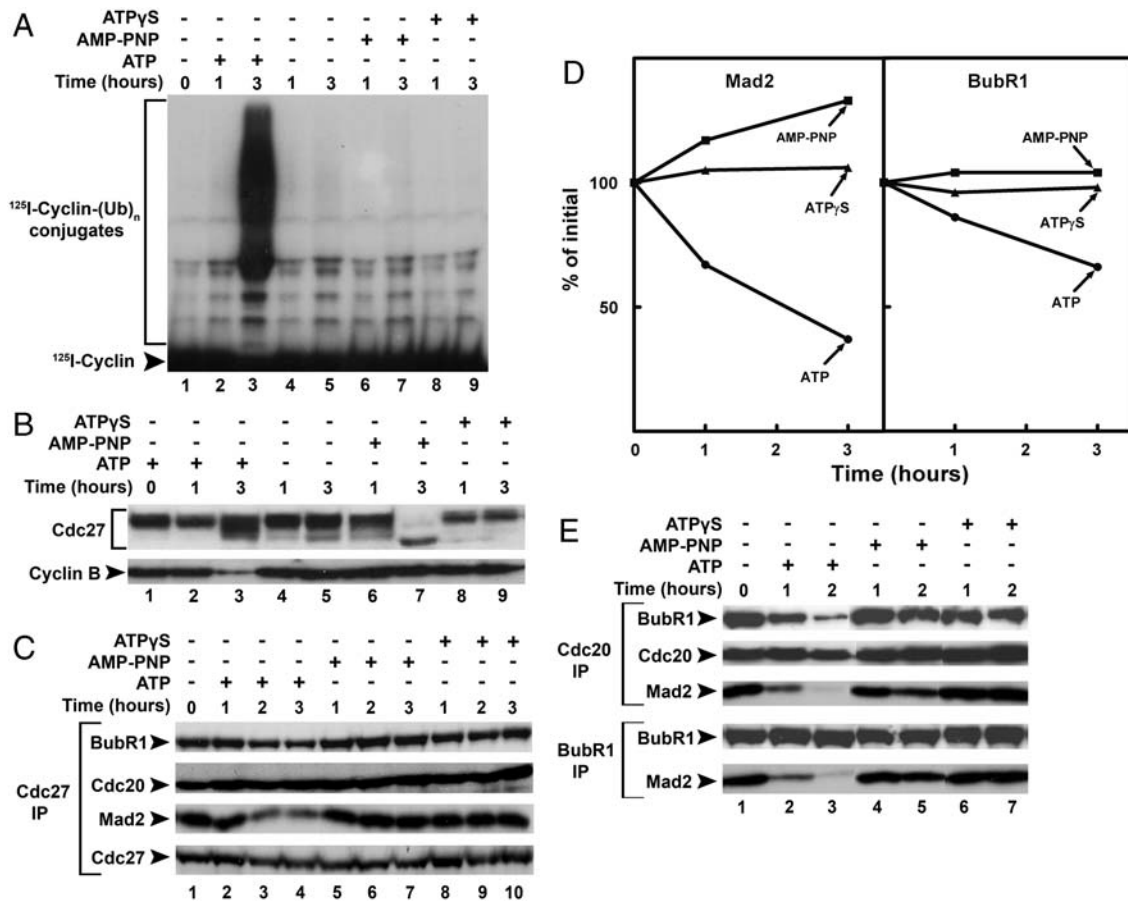 A
ATPγS - - - - - - - + +
AMP-PNP - - - - - + + - -
ATP - + + - - - - - -
Time (hours) 0 1 3 1 3 1 3 1 3
¹²⁵I-Cyclin-(Ub)ₙ
conjugates
¹²⁵I-Cyclin
1 2 3 4 5 6 7 8 9
B
ATPγS - - - - - - - + +
AMP-PNP - - - - - + + - -
ATP + + + - - - - - -
Time (hours) 0 1 3 1 3 1 3 1 3
Cdc27
Cyclin B
1 2 3 4 5 6 7 8 9
C
ATPγS - - - - - - - + + +
AMP-PNP - - - - + + + - - -
ATP - + + + - - - - - -
Time (hours) 0 1 2 3 1 2 3 1 2 3
Cdc27
IP
BubR1
Cdc20
Mad2
Cdc27
1 2 3 4 5 6 7 8 9 10
D
Mad2
BubR1
AMP-PNP
ATPγS
ATP
AMP-PNP
ATPγS
ATP
% of initial
100
50
0 1 2 3 1 2 3
Time (hours)
E
ATPγS - - - - - + +
AMP-PNP - - - + + - -
ATP - + + - - - -
Time (hours) 0 1 2 1 2 1 2
Cdc20
IP
BubR1
Cdc20
Mad2
BubR1
IP
BubR1
Mad2
1 2 3 4 5 6 7